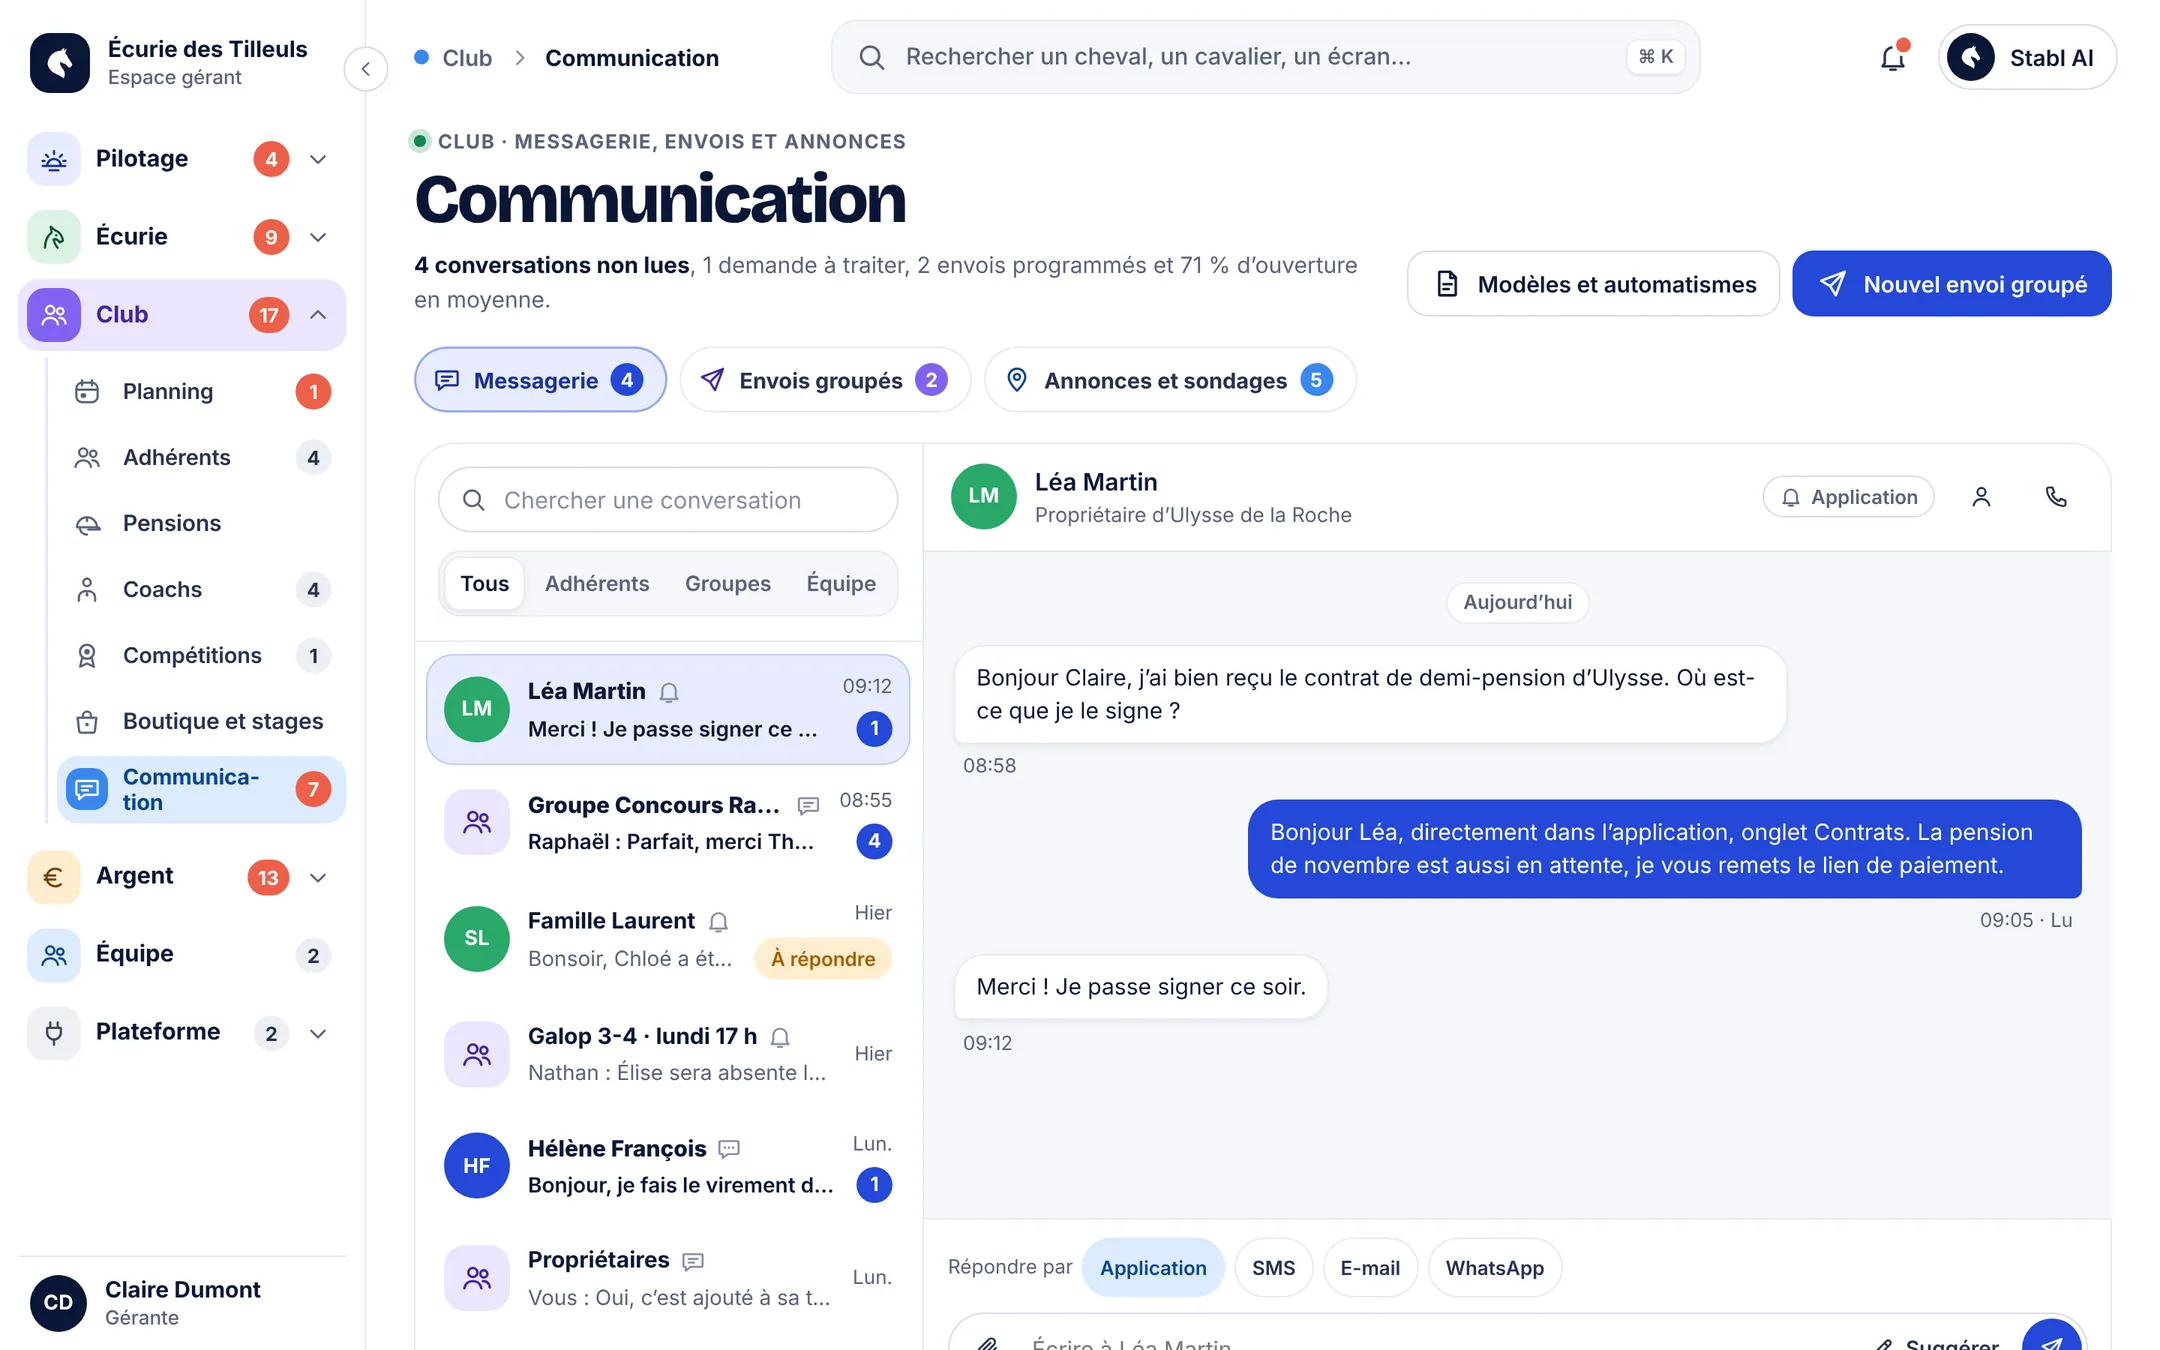 Écurie des Tilleuls
Espace gérant
Pilotage 4
Écurie 9
Club 17
Planning 1
Adhérents 4
Pensions
Coachs 4
Compétitions 1
Boutique et stages
Communica-
tion 7
Argent 13
Équipe 2
Plateforme 2
CD
Claire Dumont
Gérante
Club > Communication
Rechercher un cheval, un cavalier, un écran… ⌘ K
Stabl AI
CLUB · MESSAGERIE, ENVOIS ET ANNONCES
Communication
4 conversations non lues, 1 demande à traiter, 2 envois programmés et 71 % d’ouverture
en moyenne.
Modèles et automatismes
Nouvel envoi groupé
Messagerie 4
Envois groupés 2
Annonces et sondages 5
Chercher une conversation
Tous Adhérents Groupes Équipe
LM
Léa Martin 09:12
Merci ! Je passe signer ce … 1
Groupe Concours Ra… 08:55
Raphaël : Parfait, merci Th… 4
SL
Famille Laurent Hier
Bonsoir, Chloé a ét… À répondre
Galop 3-4 · lundi 17 h Hier
Nathan : Élise sera absente l…
HF
Hélène François Lun.
Bonjour, je fais le virement d… 1
Propriétaires Lun.
Vous : Oui, c’est ajouté à sa t…
LM
Léa Martin
Propriétaire d’Ulysse de la Roche
Application
Aujourd’hui
Bonjour Claire, j’ai bien reçu le contrat de demi-pension d’Ulysse. Où est-
ce que je le signe ?
08:58
Bonjour Léa, directement dans l’application, onglet Contrats. La pension
de novembre est aussi en attente, je vous remets le lien de paiement.
09:05 · Lu
Merci ! Je passe signer ce soir.
09:12
Répondre par Application SMS E-mail WhatsApp
Écrire à Léa Martin
Suggérer